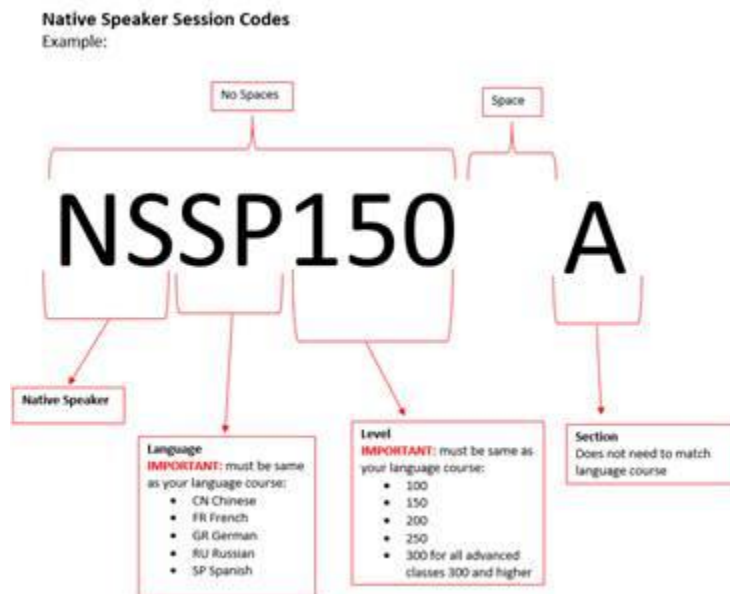 Native Speaker Session Codes
Example:
No Spaces
Space
NSSP150 A
Native Speaker
Language
IMPORTANT: must be same
as your language course:
• CN Chinese
• FR French
• GR German
• RU Russian
• SP Spanish
Level
IMPORTANT: must be same as
your language course:
• 100
• 150
• 200
• 250
• 300 for all advanced
classes 300 and higher
Section
Does not need to match
language course